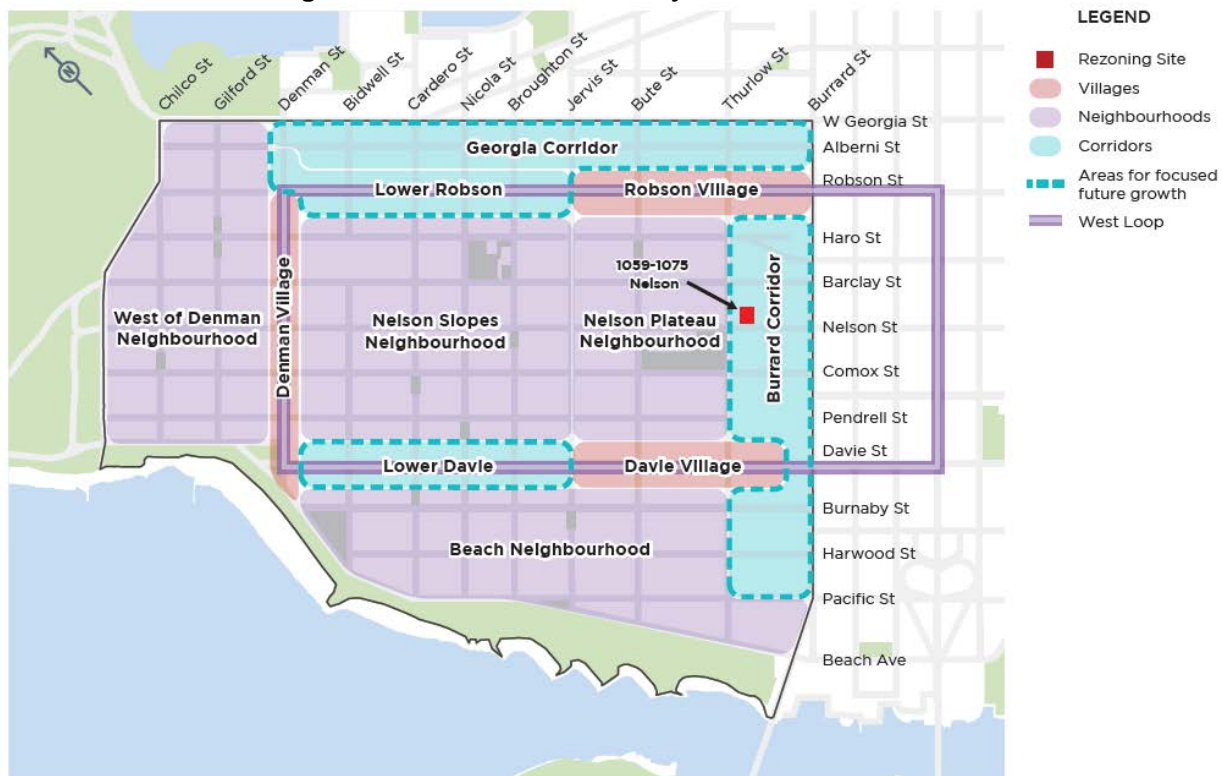 N
Chilco St
Gilford St
Denman St
Bidwell St
Cardero St
Nicola St
Broughton St
Jervis St
Bute St
Thurlow St
Burrard St
W Georgia St
Alberni St
Robson St
Haro St
Barclay St
Nelson St
Comox St
Pendrell St
Davie St
Burnaby St
Harwood St
Pacific St
Beach Ave
Georgia Corridor
Lower Robson
Robson Village
1059-1075
Nelson
West of Denman
Neighbourhood
Denman Village
Nelson Slopes
Neighbourhood
Nelson Plateau
Neighbourhood
Burrard Corridor
Lower Davie
Davie Village
Beach Neighbourhood
LEGEND
Rezoning Site
Villages
Neighbourhoods
Corridors
Areas for focused
future growth
West Loop